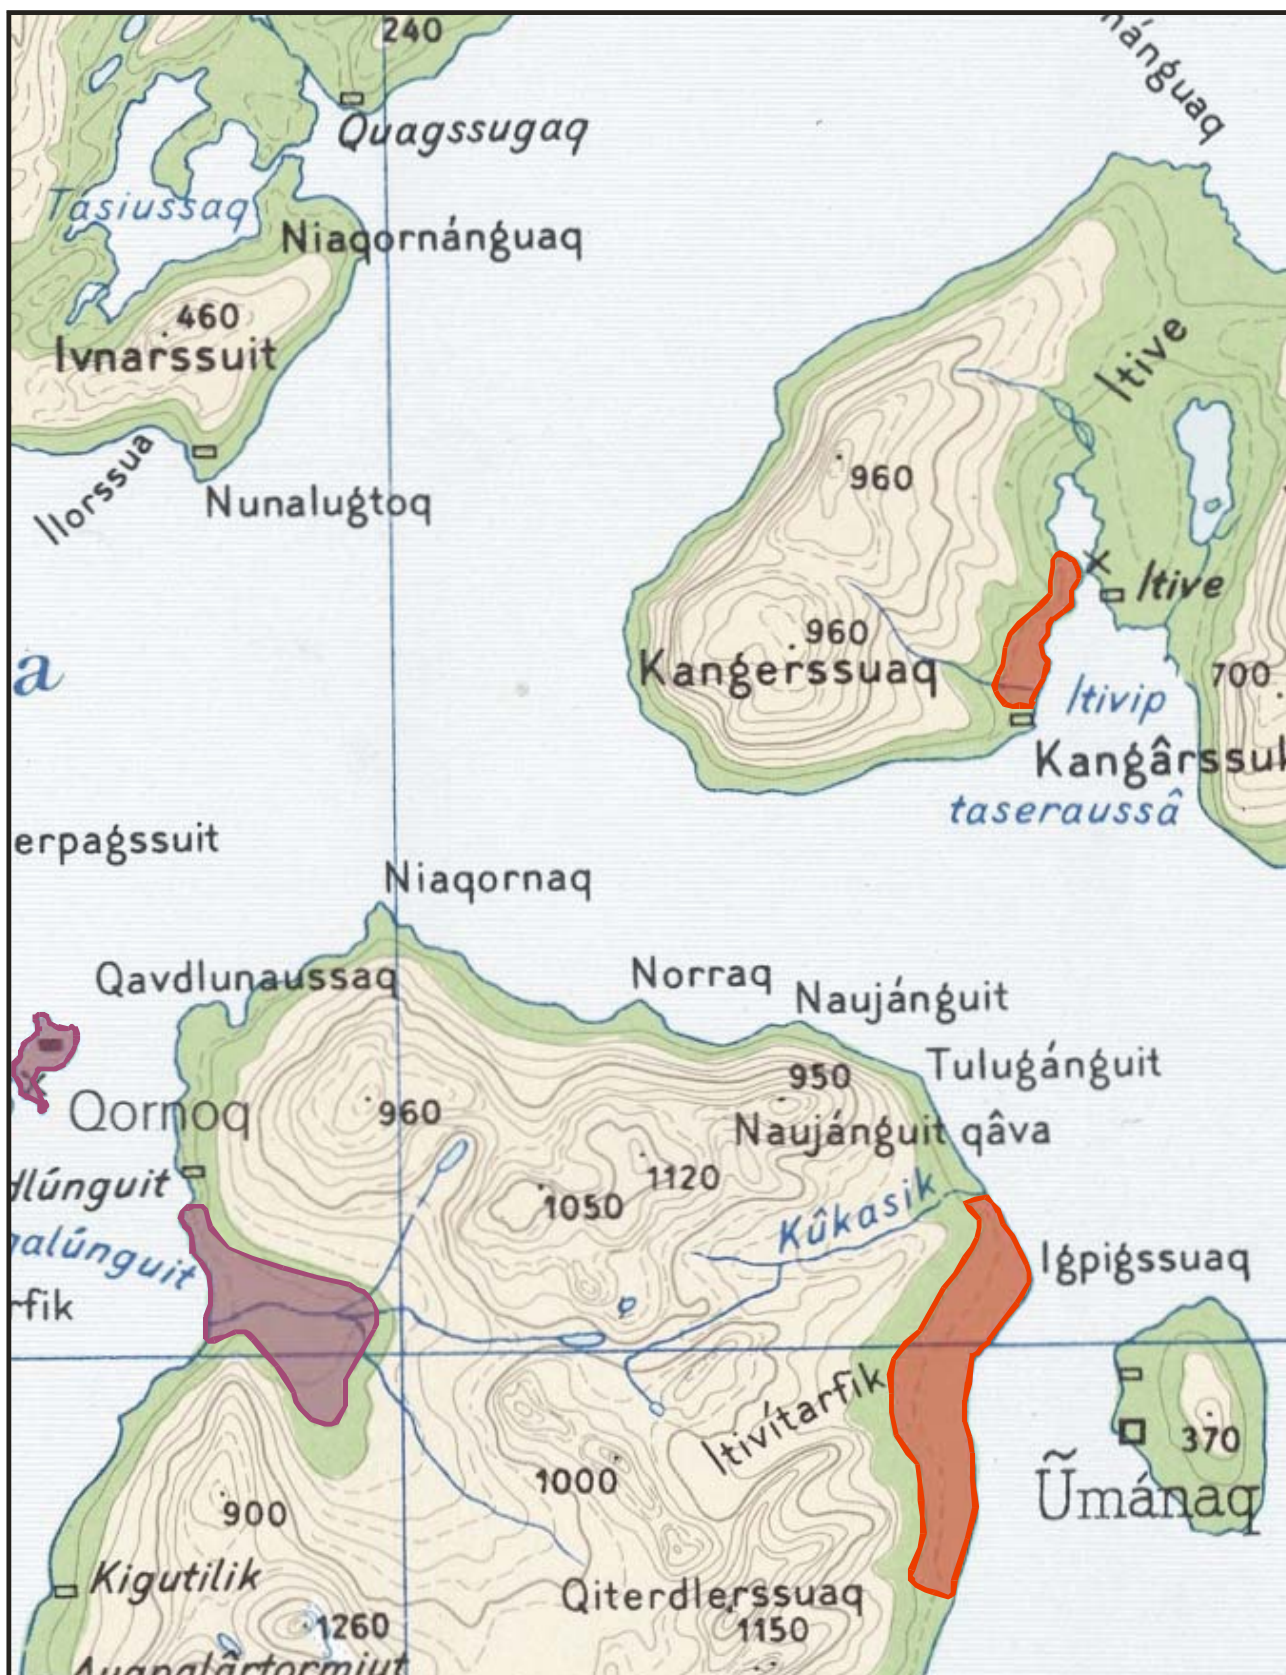 240
nánguaq
Quagssugaq
Tasiussaq
Niaqornánguaq
460
Ivnarssuit
Itive
Ilorssua
960
Nunalugtoq
Itive
960
a
Kangerssuaq
700
Itivip
Kangârssuk
taseraussâ
erpagssuit
Niaqornaq
Qavdlunaussaq
Norraq
Naujánguit
Tulugánguit
950
Qornoq
960
Naujánguit qâva
1120
dlúnguit
1050
Kûkasik
alúnguit
Igpigssuaq
rfik
Itivítarfik
370
1000
Ũmánaq
900
Kigutilik
Qiterdlerssuaq
1260
1150